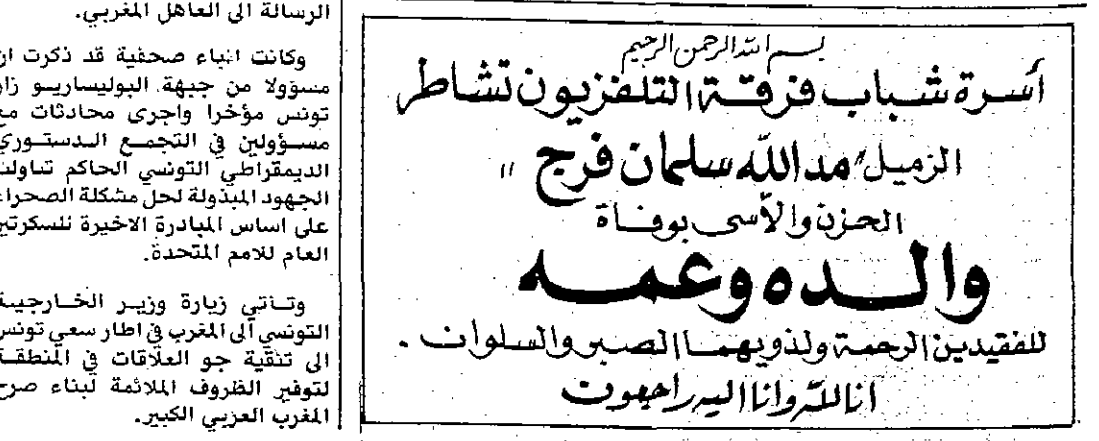 بسم الله الرحمن الرحيم
أسرة شباب فرقة التلفزيون تشاطر
الزميل "مدالله سلمان فرج"
الحزن والأسى بوفاة
والده وعمه
للفقيدين الرحمة ولذويهما الصبر والسلوان .
انا لله وانا اليه راجعون
الرسالة الى العاهل المغربي.
وكانت انباء صحفية قد ذكرت ان
مسؤولا من جبهة البوليساريو زار
تونس مؤخرا واجرى محادثات مع
مسؤولين في التجمع الدستوري
الديمقراطي التونسي الحاكم تناولت
الجهود المبذولة لحل مشكلة الصحراء
على اساس المبادرة الاخيرة للسكرتير
العام للامم المتحدة.
وتأتي زيارة وزير الخارجية
التونسي الى المغرب في اطار سعي تونس
الى تنقية جو العلاقات في المنطقة
لتوفير الظروف الملائمة لبناء صرح
المغرب العربي الكبير.